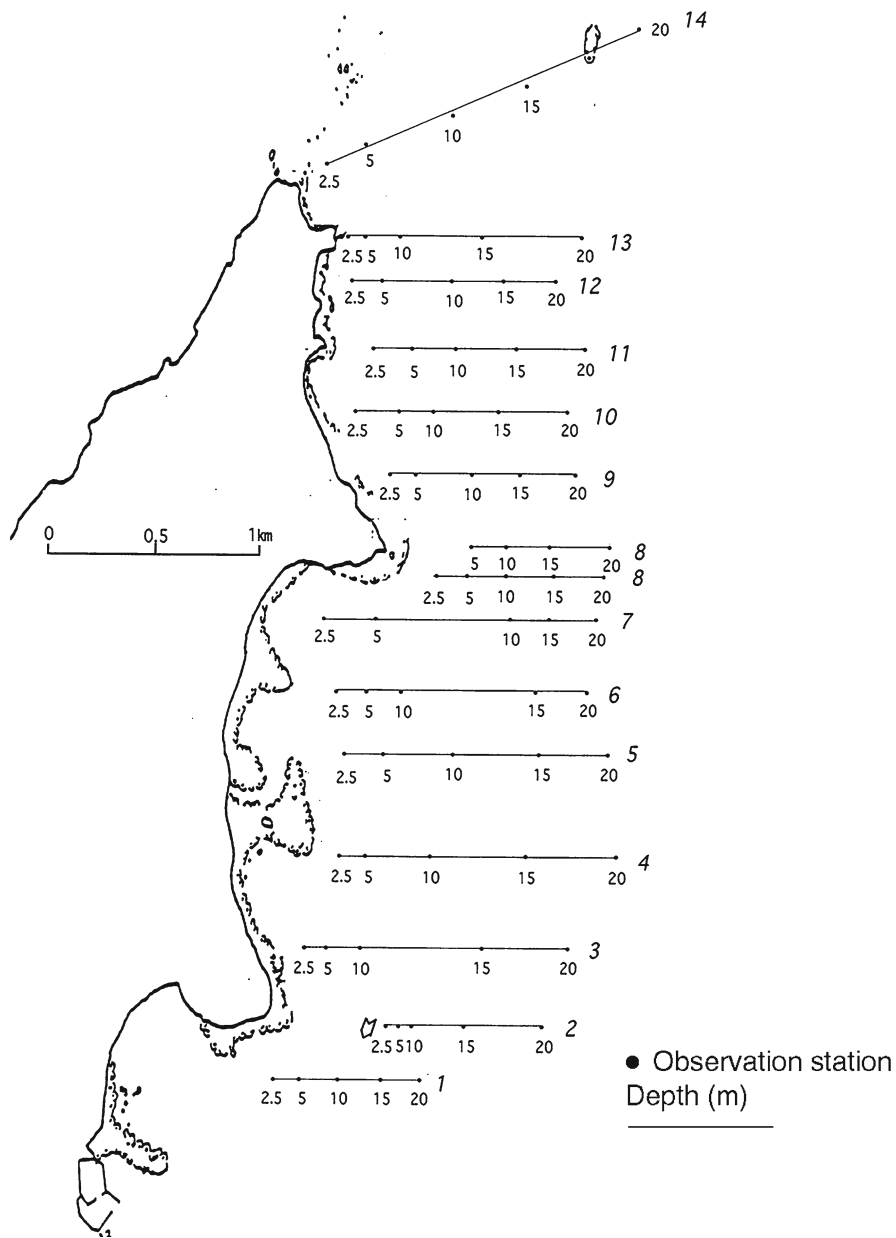 20 14
15
10
5
2.5
2.5 5 10 15 20 13
2.5 5 10 15 20 12
2.5 5 10 15 20 11
2.5 5 10 15 20 10
2.5 5 10 15 20 9
0 0,5 1km
5 10 15 20 8
2.5 5 10 15 20 8
2.5 5 10 15 20 7
2.5 5 10 15 20 6
2.5 5 10 15 20 5
2.5 5 10 15 20 4
2.5 5 10 15 20 3
2.5 5 10 15 20 2
2.5 5 10 15 20 1
● Observation station
Depth (m)